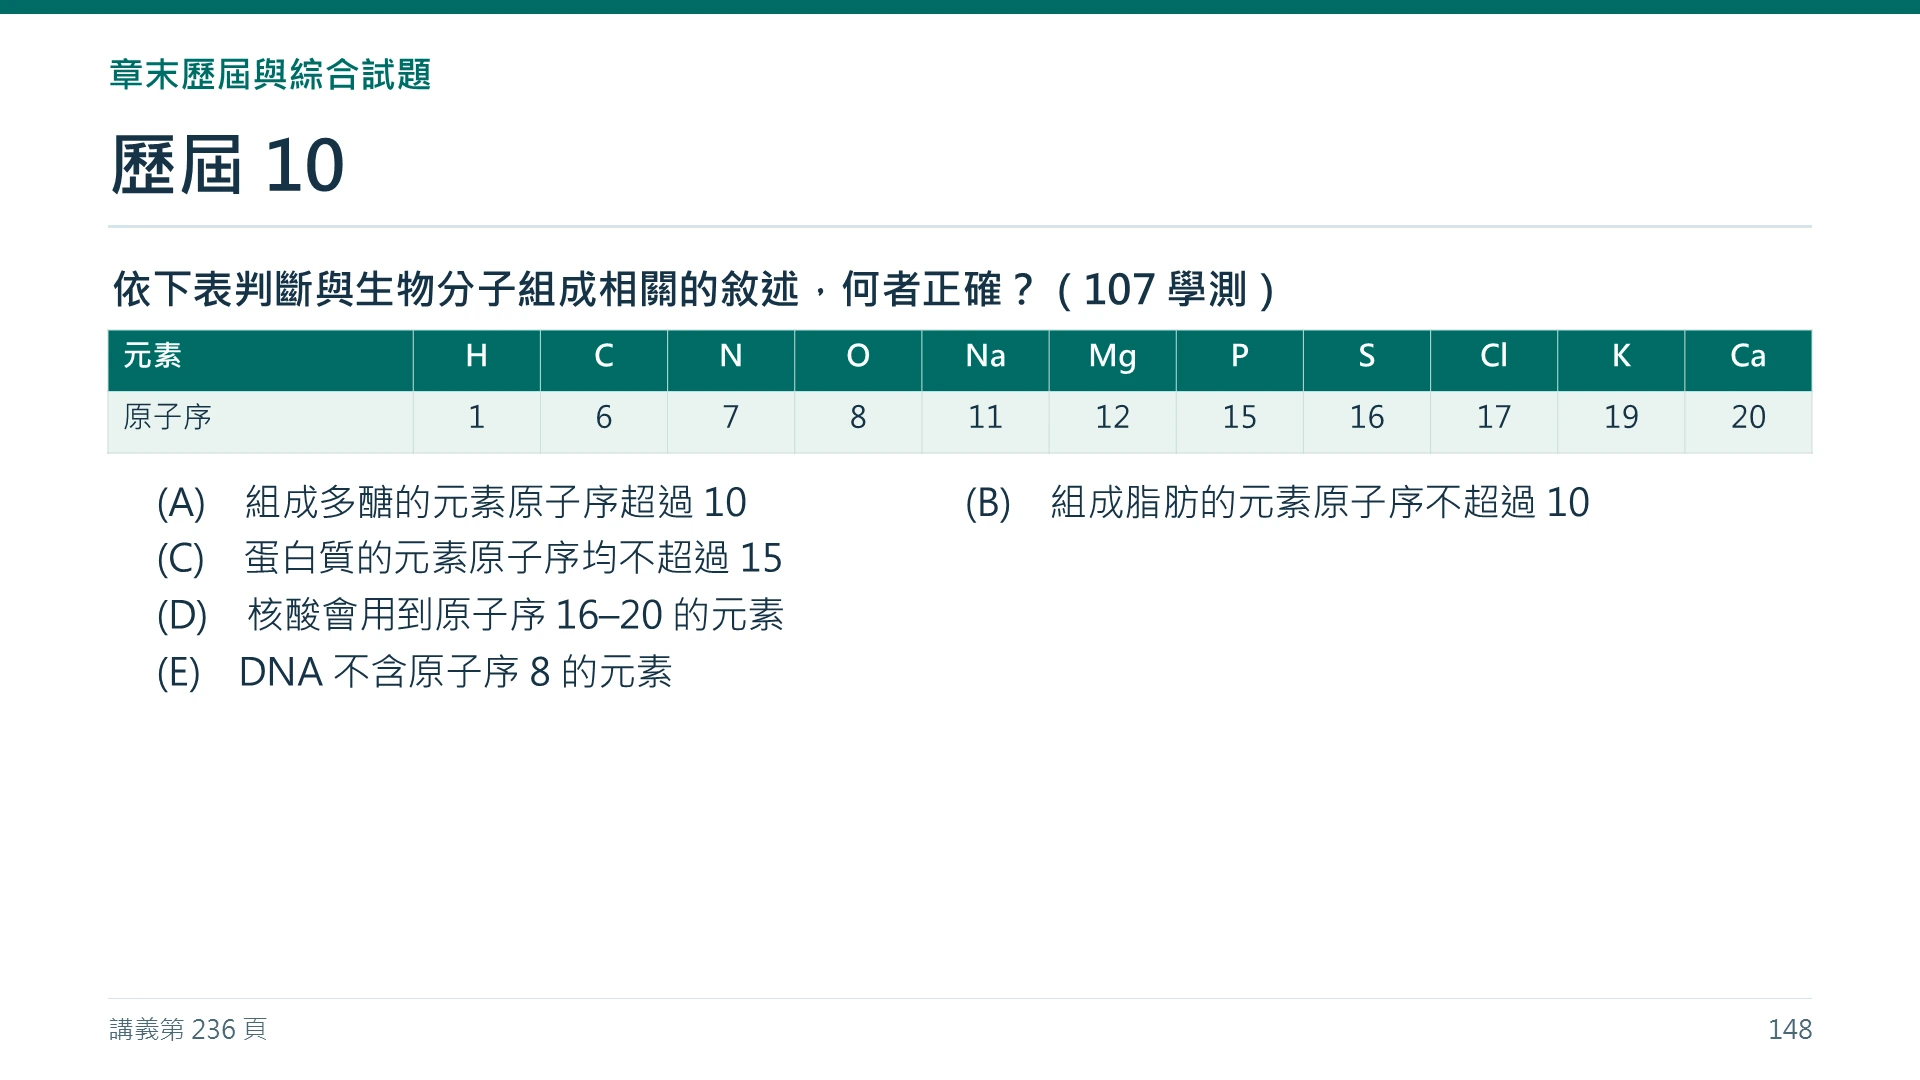 章末歷屆與綜合試題
歷屆 10
依下表判斷與生物分子組成相關的敘述，何者正確？（107 學測）
元素 H C N O Na Mg P S Cl K Ca
原子序 1 6 7 8 11 12 15 16 17 19 20
(A) 組成多醣的元素原子序超過 10 (B) 組成脂肪的元素原子序不超過 10
(C) 蛋白質的元素原子序均不超過 15
(D) 核酸會用到原子序 16–20 的元素
(E) DNA 不含原子序 8 的元素
講義第 236 頁 148